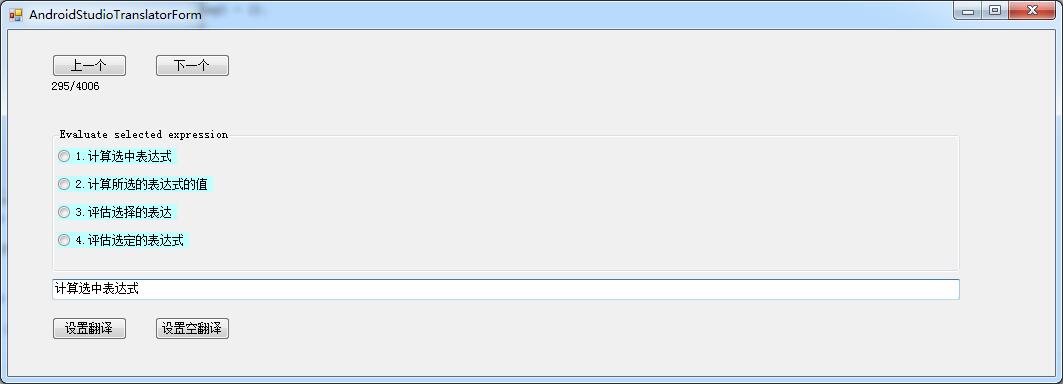 AndroidStudioTranslatorForm
上一个 下一个
295/4006
Evaluate selected expression
1.计算选中表达式
2.计算所选的表达式的值
3.评估选择的表达
4.评估选定的表达式
计算选中表达式
设置翻译 设置空翻译